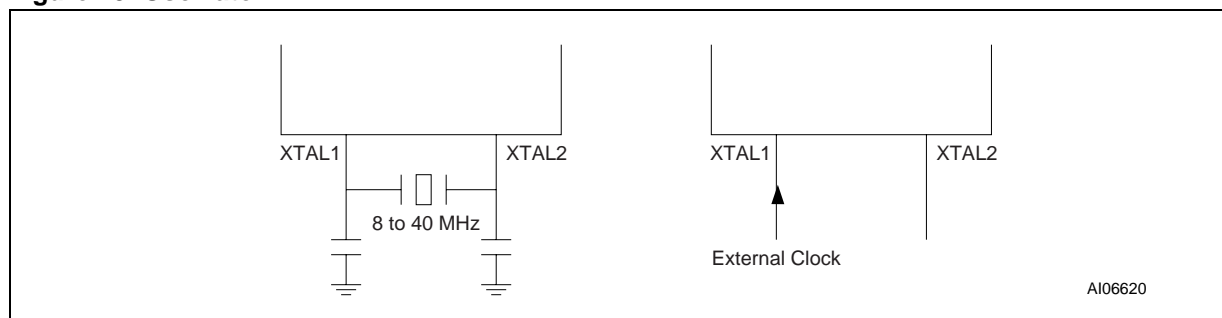 XTAL1 XTAL2 XTAL1 XTAL2
8 to 40 MHz
External Clock
AI06620